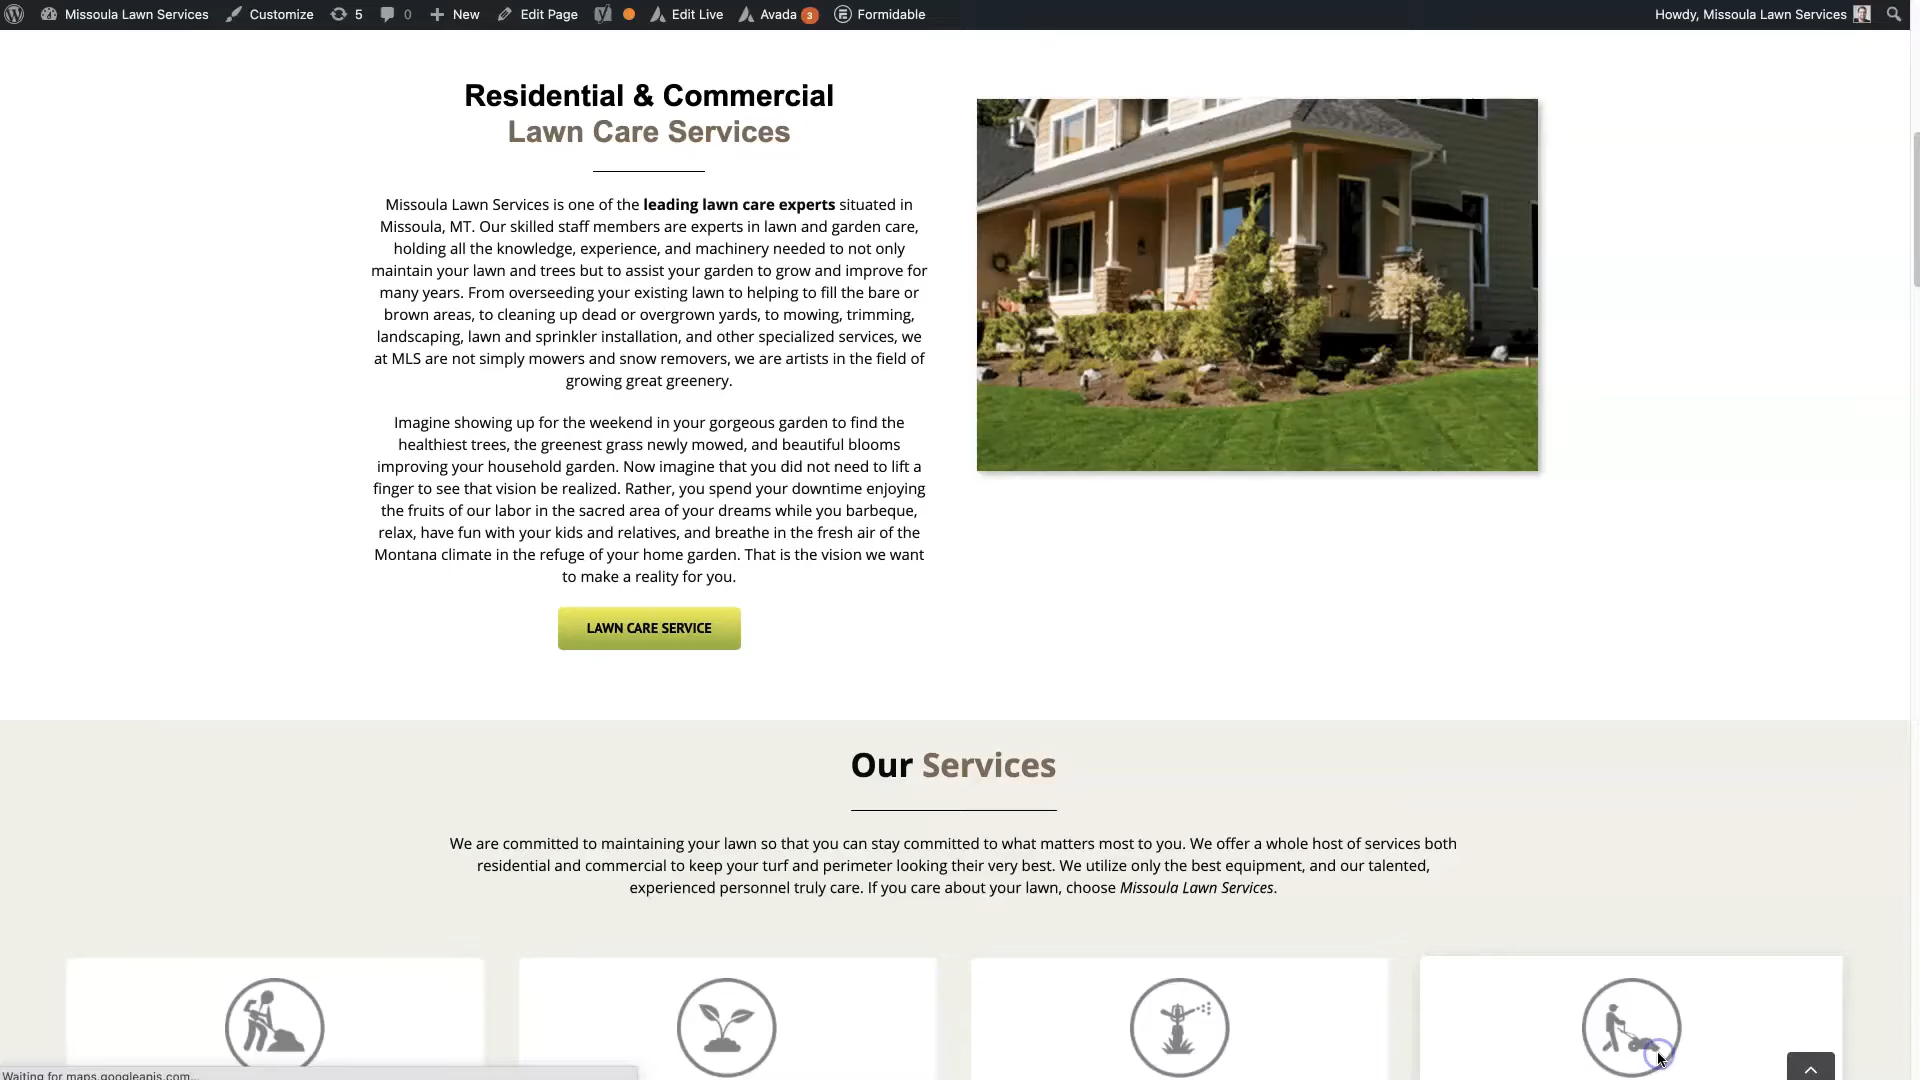 Missoula Lawn Services Customize 5 0 New Edit Page Edit Live Avada 3 Formidable Howdy, Missoula Lawn Services
Residential & Commercial
Lawn Care Services
Missoula Lawn Services is one of the leading lawn care experts situated in
Missoula, MT. Our skilled staff members are experts in lawn and garden care,
holding all the knowledge, experience, and machinery needed to not only
maintain your lawn and trees but to assist your garden to grow and improve for
many years. From overseeding your existing lawn to helping to fill the bare or
brown areas, to cleaning up dead or overgrown yards, to mowing, trimming,
landscaping, lawn and sprinkler installation, and other specialized services, we
at MLS are not simply mowers and snow removers, we are artists in the field of
growing great greenery.
Imagine showing up for the weekend in your gorgeous garden to find the
healthiest trees, the greenest grass newly mowed, and beautiful blooms
improving your household garden. Now imagine that you did not need to lift a
finger to see that vision be realized. Rather, you spend your downtime enjoying
the fruits of our labor in the sacred area of your dreams while you barbeque,
relax, have fun with your kids and relatives, and breathe in the fresh air of the
Montana climate in the refuge of your home garden. That is the vision we want
to make a reality for you.
LAWN CARE SERVICE
Our Services
We are committed to maintaining your lawn so that you can stay committed to what matters most to you. We offer a whole host of services both
residential and commercial to keep your turf and perimeter looking their very best. We utilize only the best equipment, and our talented,
experienced personnel truly care. If you care about your lawn, choose Missoula Lawn Services.
Waiting for maps.googleapis.com...